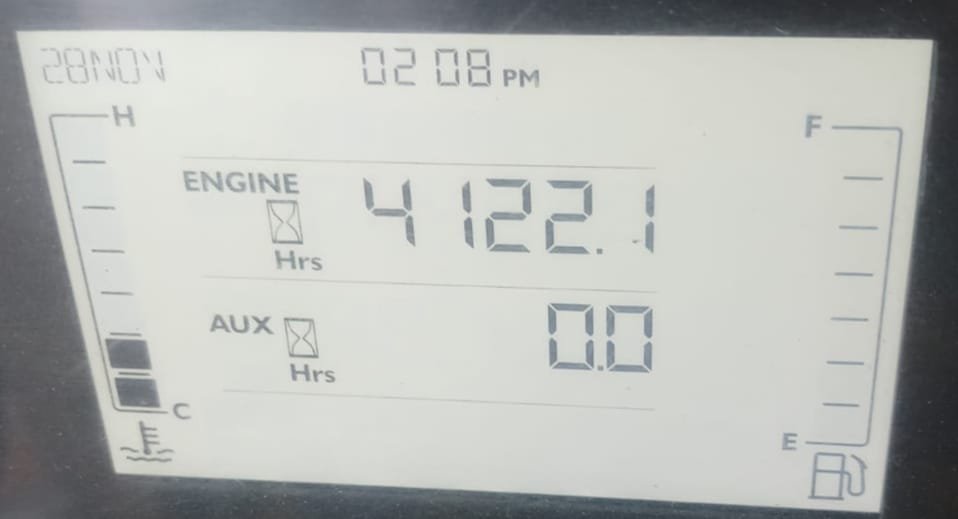 28NOV
02 08 PM
H
F
ENGINE 4122.1
Hrs
AUX 0.0
Hrs
C
E